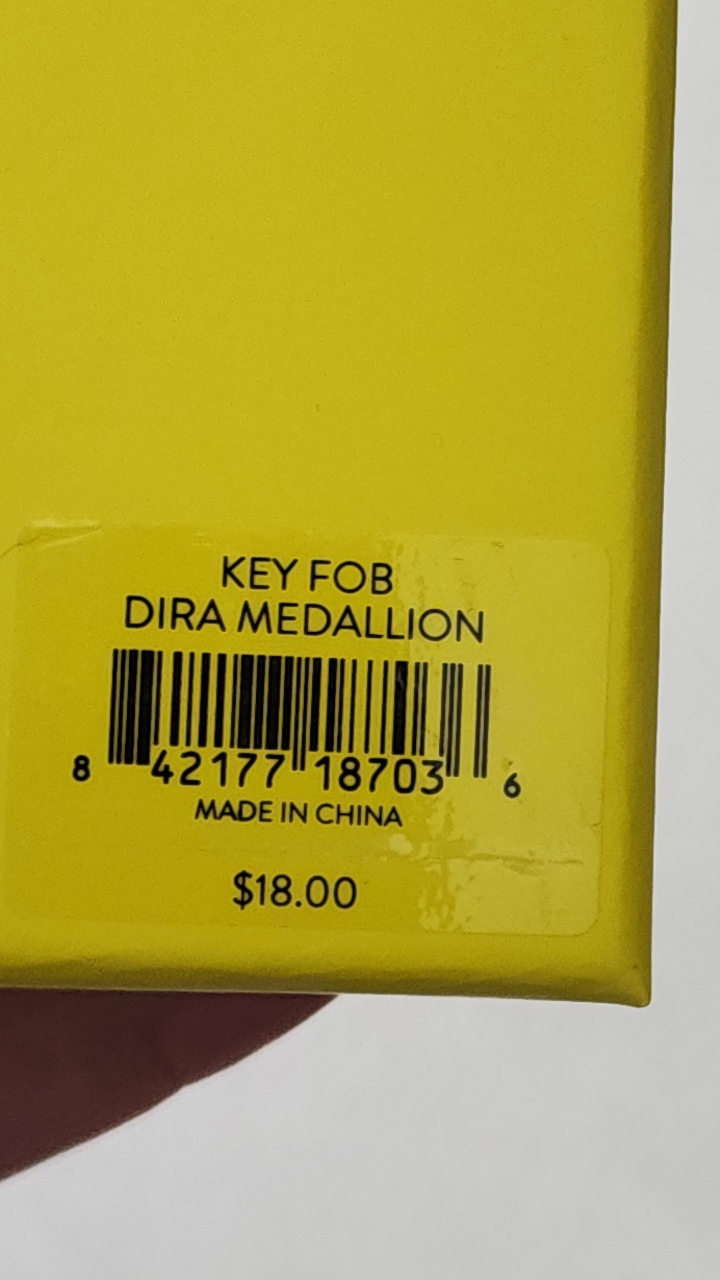 KEY FOB
DIRA MEDALLION
8 42177 18703 6
MADE IN CHINA
$18.00